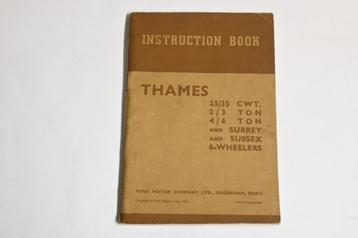 INSTRUCTION BOOK
THAMES
25/35 CWT.
2/3 TON
4/6 TON
AND SURREY
AND SUSSEX
6-WHEELERS
FORD MOTOR COMPANY LTD., DAGENHAM, ESSEX